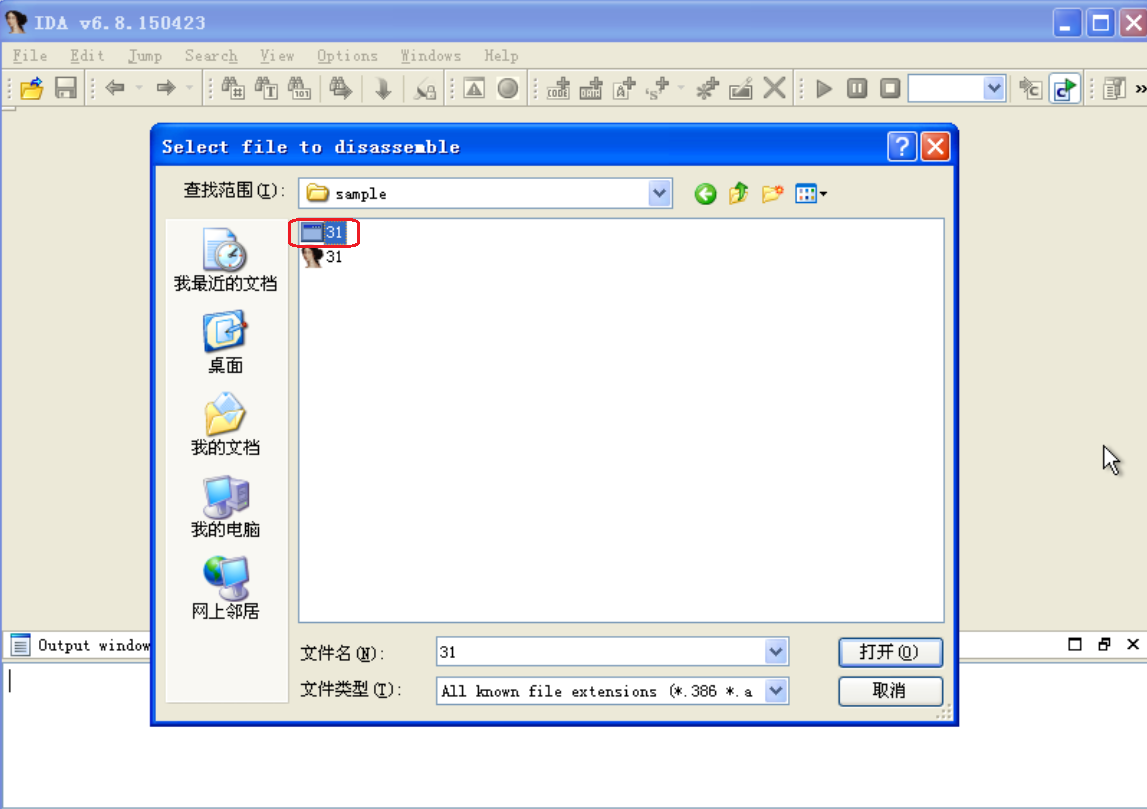 IDA v6.8.150423
File Edit Jump Search View Options Windows Help
Select file to disassemble
查找范围(I): sample
31
31
我最近的文档
桌面
我的文档
我的电脑
网上邻居
Output window
文件名(N): 31 打开(O)
文件类型(T): All known file extensions (*.386 *.a 取消